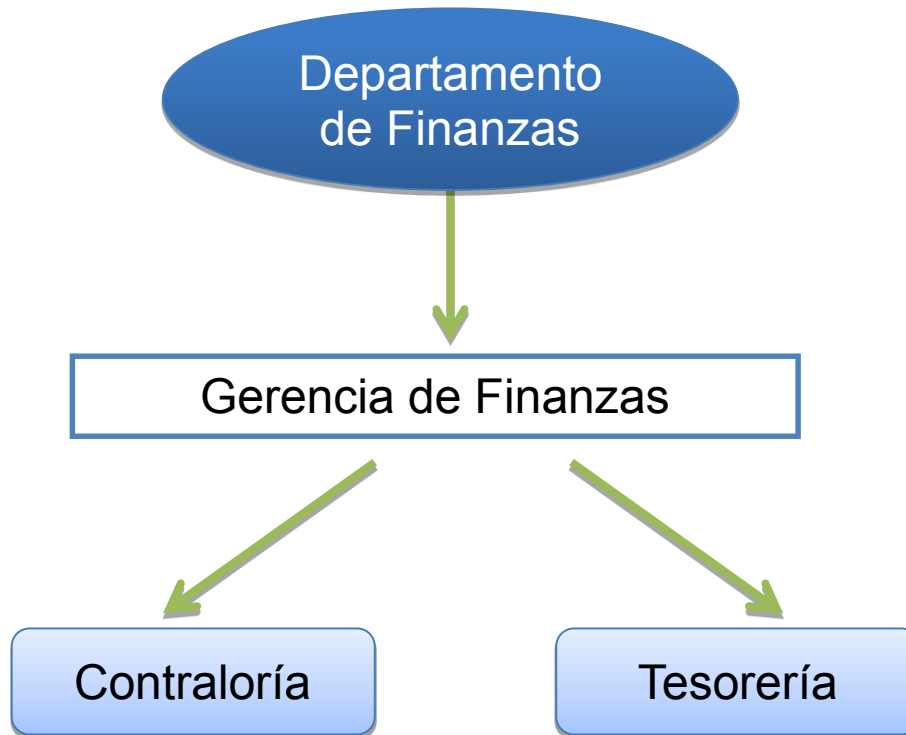 Departamento
de Finanzas
Gerencia de Finanzas
Contraloría
Tesorería